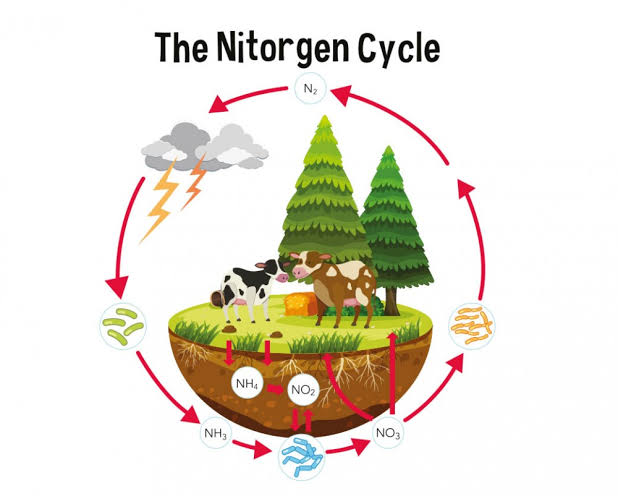 The Nitorgen Cycle
N₂
NH₄
NO₂
NH₃
NO₃